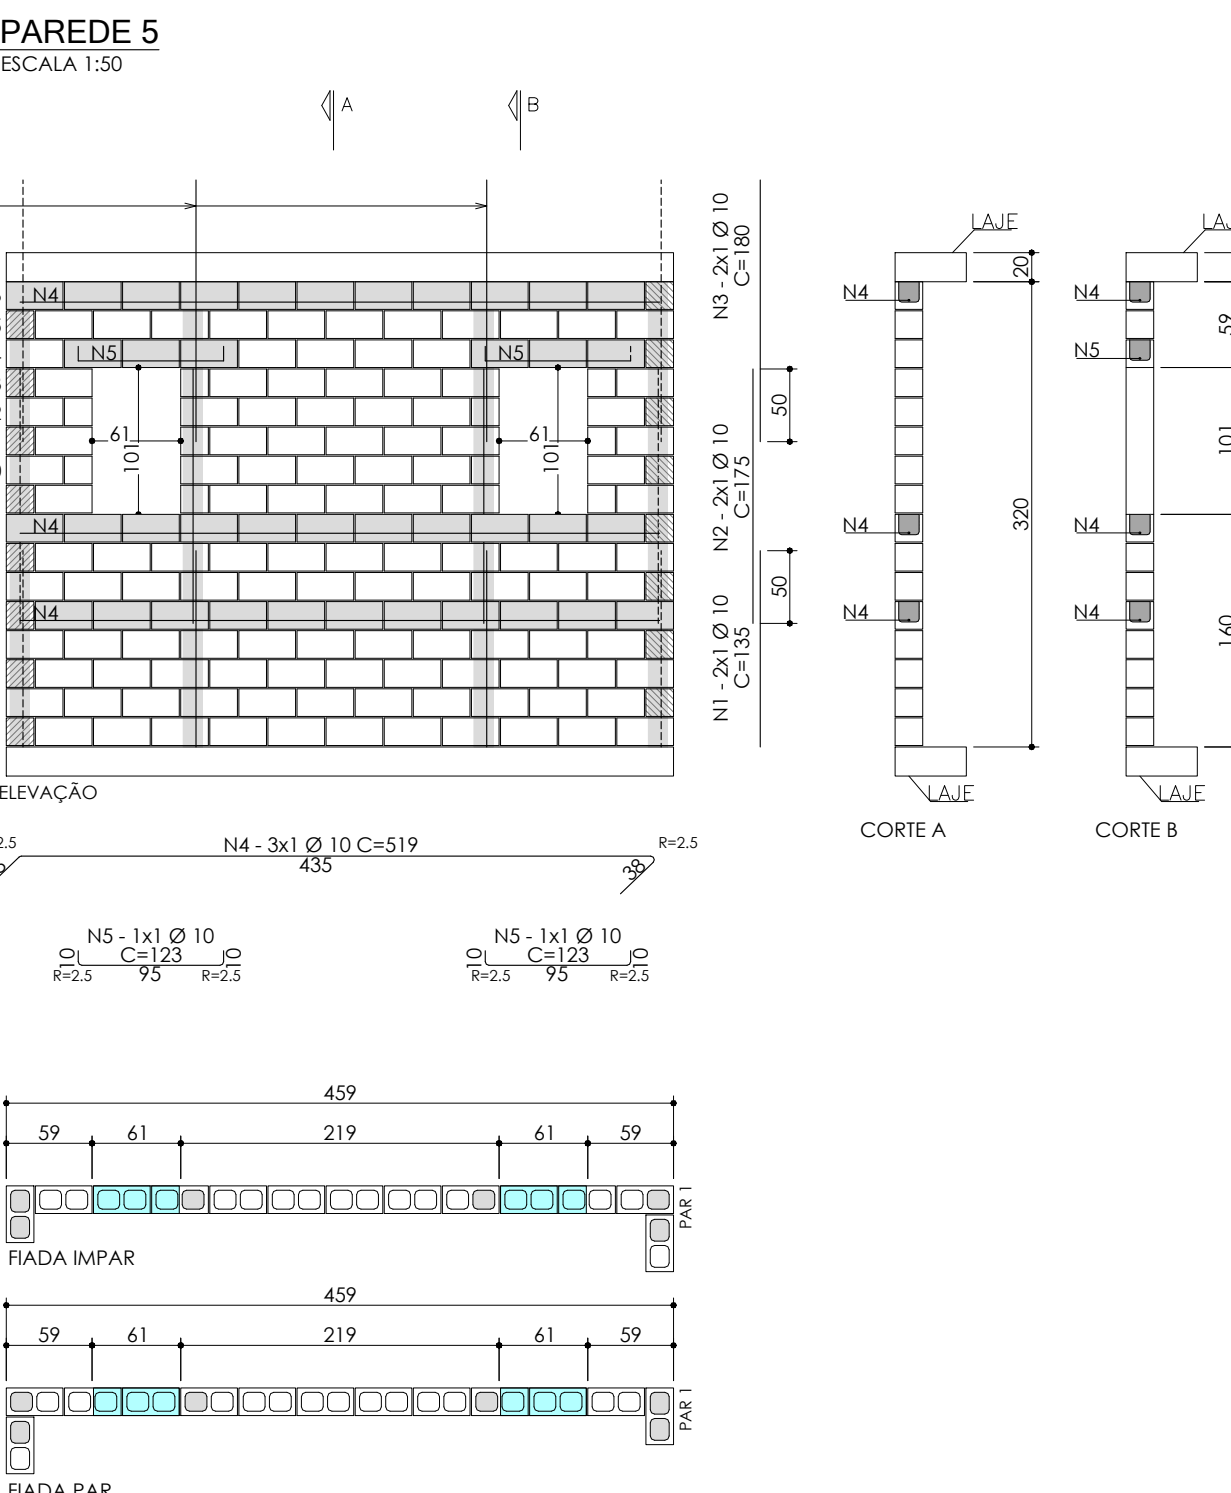 PAREDE 5
ESCALA 1:50
A
B
N4
N5
N5
61
101
61
101
N4
N4
ELEVAÇÃO
N3 - 2x1 Ø 10
C=180
50
N2 - 2x1 Ø 10
C=175
50
N1 - 2x1 Ø 10
C=135
LAJE
20
N4
320
N4
N4
LAJE
CORTE A
LAJ
N4
59
N5
101
N4
N4
160
LAJE
CORTE B
2.5
N4 - 3x1 Ø 10 C=519
R=2.5
435
38
N5 - 1x1 Ø 10
C=123
10
10
R=2.5
95
R=2.5
N5 - 1x1 Ø 10
C=123
10
10
R=2.5
95
R=2.5
459
59
61
219
61
59
PAR 1
FIADA IMPAR
459
59
61
219
61
59
PAR 1
FIADA PAR